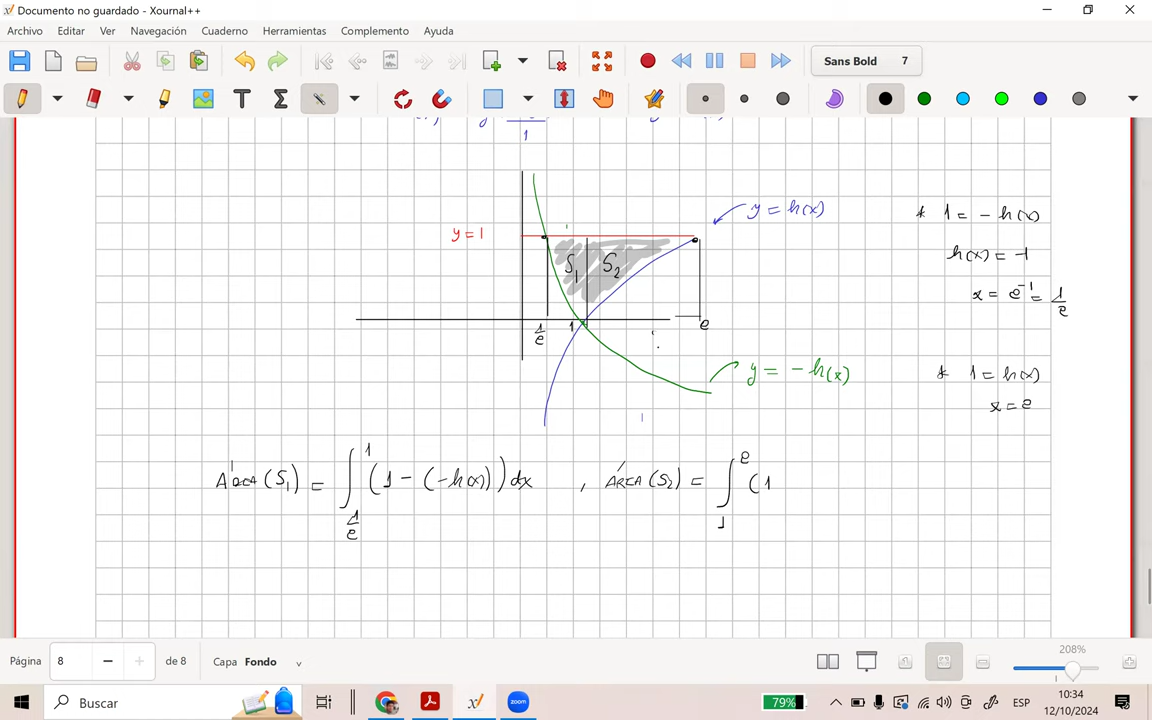 Documento no guardado - Xournal++
Archivo Editar Ver Navegación Cuaderno Herramientas Complemento Ayuda
Sans Bold 7
1
y = h(x)
y = 1
S₁ S₂
1/e 1 e
y = -h(x)
* 1 = -h(x)
h(x) = -1
x = e⁻¹ = 1/e
* 1 = h(x)
x = e
ÁREA(S₁) = ∫_{1/e}^{1} (1 - (-h(x))) dx , ÁREA(S₂) = ∫_{1}^{e} (1
Página 8 de 8 Capa Fondo 208%
Buscar
zoom
79% ESP 10:34
12/10/2024